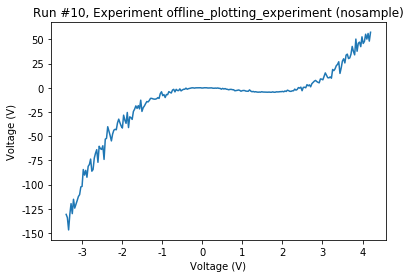 Run #10, Experiment offline_plotting_experiment (nosample)
50
25
0
-25
-50
-75
-100
-125
-150
Voltage (V)
-3 -2 -1 0 1 2 3 4
Voltage (V)